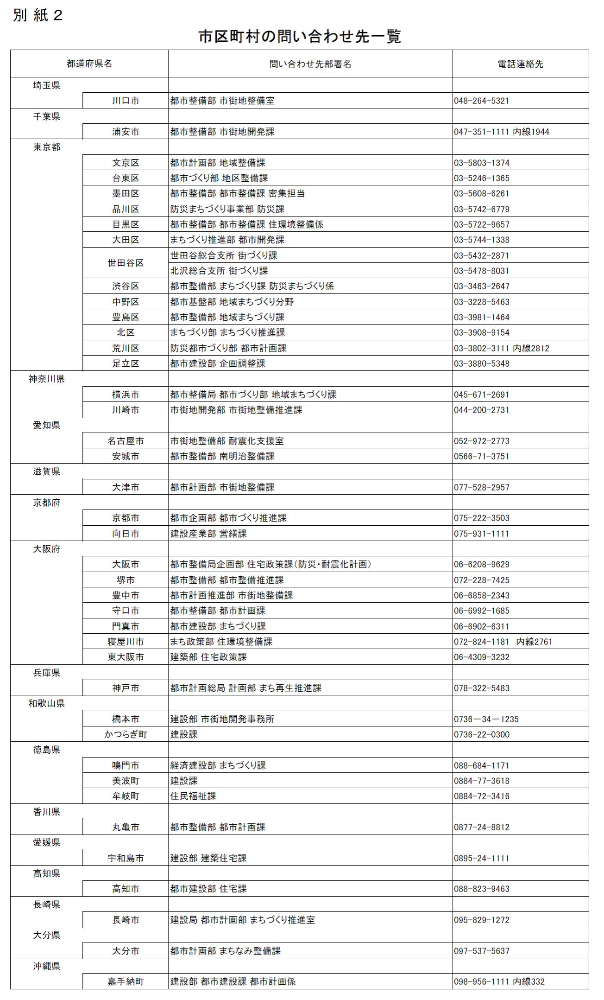 別 紙 2
市区町村の問い合わせ先一覧
都道府県名 問い合わせ先部署名 電話連絡先
埼玉県
川口市 都市整備部 市街地整備室 048-264-5321
千葉県
浦安市 都市整備部 市街地開発課 047-351-1111 内線1944
東京都
文京区 都市計画部 地域整備課 03-5803-1374
台東区 都市づくり部 地区整備課 03-5246-1365
墨田区 都市整備部 都市整備課 密集担当 03-5608-6261
品川区 防災まちづくり事業部 防災課 03-5742-6779
目黒区 都市整備部 都市整備課 住環境整備係 03-5722-9657
大田区 まちづくり推進部 都市開発課 03-5744-1338
世田谷区 世田谷総合支所 街づくり課 03-5432-2871
北沢総合支所 街づくり課 03-5478-8031
渋谷区 都市整備部 まちづくり課 防災まちづくり係 03-3463-2647
中野区 都市基盤部 地域まちづくり分野 03-3228-5463
豊島区 都市整備部 地域まちづくり課 03-3981-1464
北区 まちづくり部 まちづくり推進課 03-3908-9154
荒川区 防災都市づくり部 都市計画課 03-3802-3111 内線2812
足立区 都市建設部 企画調整課 03-3880-5348
神奈川県
横浜市 都市整備局 都市づくり部 地域まちづくり課 045-671-2691
川崎市 市街地開発部 市街地整備推進課 044-200-2731
愛知県
名古屋市 市街地整備部 耐震化支援室 052-972-2773
安城市 都市整備部 南明治整備課 0566-71-3751
滋賀県
大津市 都市計画部 市街地整備課 077-528-2957
京都府
京都市 都市企画部 都市づくり推進課 075-222-3503
向日市 建設産業部 営繕課 075-931-1111
大阪府
大阪市 都市整備局企画部 住宅政策課(防災・耐震化計画) 06-6208-9629
堺市 都市整備部 都市整備推進課 072-228-7425
豊中市 都市計画推進部 市街地整備課 06-6858-2343
守口市 都市整備部 都市計画課 06-6992-1685
門真市 都市建設部 まちづくり課 06-6902-6311
寝屋川市 まち政策部 住環境整備課 072-824-1181 内線2761
東大阪市 建築部 住宅政策課 06-4309-3232
兵庫県
神戸市 都市計画総局 計画部 まち再生推進課 078-322-5483
和歌山県
橋本市 建設部 市街地開発事務所 0736－34－1235
かつらぎ町 建設課 0736-22-0300
徳島県
鳴門市 経済建設部 まちづくり課 088-684-1171
美波町 建設課 0884-77-3618
牟岐町 住民福祉課 0884-72-3416
香川県
丸亀市 都市整備部 都市計画課 0877-24-8812
愛媛県
宇和島市 建設部 建築住宅課 0895-24-1111
高知県
高知市 都市建設部 住宅課 088-823-9463
長崎県
長崎市 建設局 都市計画部 まちづくり推進室 095-829-1272
大分県
大分市 都市計画部 まちなみ整備課 097-537-5637
沖縄県
嘉手納町 建設部 都市建設課 都市計画係 098-956-1111 内線332